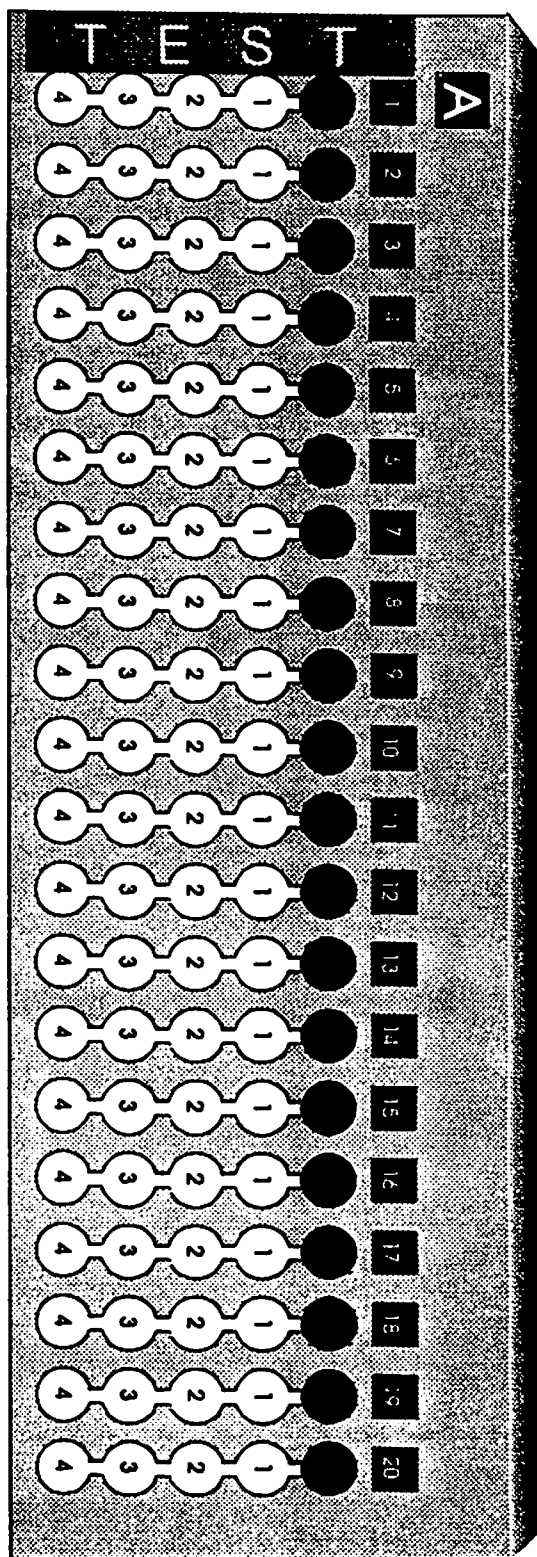 T E S T
A
1 2 3 4 5 6 7 8 9 10 11 12 13 14 15 16 17 18 19 20
1 1 1 1 1 1 1 1 1 1 1 1 1 1 1 1 1 1 1 1
2 2 2 2 2 2 2 2 2 2 2 2 2 2 2 2 2 2 2 2
3 3 3 3 3 3 3 3 3 3 3 3 3 3 3 3 3 3 3 3
4 4 4 4 4 4 4 4 4 4 4 4 4 4 4 4 4 4 4 4